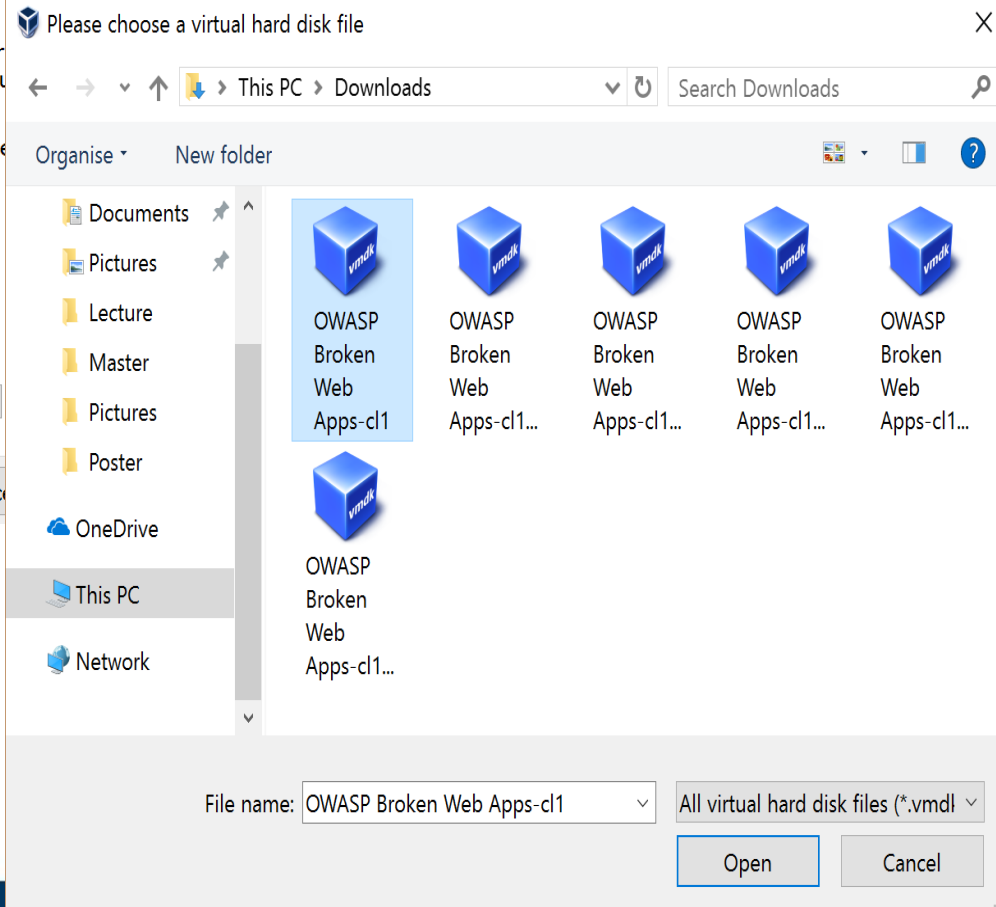 Please choose a virtual hard disk file
This PC
Downloads
Search Downloads
Organise
New folder
?
Documents
Pictures
Lecture
Master
Pictures
Poster
OneDrive
This PC
Network
vmdk
OWASP
Broken
Web
Apps-cl1
vmdk
OWASP
Broken
Web
Apps-cl1...
vmdk
OWASP
Broken
Web
Apps-cl1...
vmdk
OWASP
Broken
Web
Apps-cl1...
vmdk
OWASP
Broken
Web
Apps-cl1...
vmdk
OWASP
Broken
Web
Apps-cl1...
File name:
OWASP Broken Web Apps-cl1
All virtual hard disk files (*.vmdk
Open
Cancel